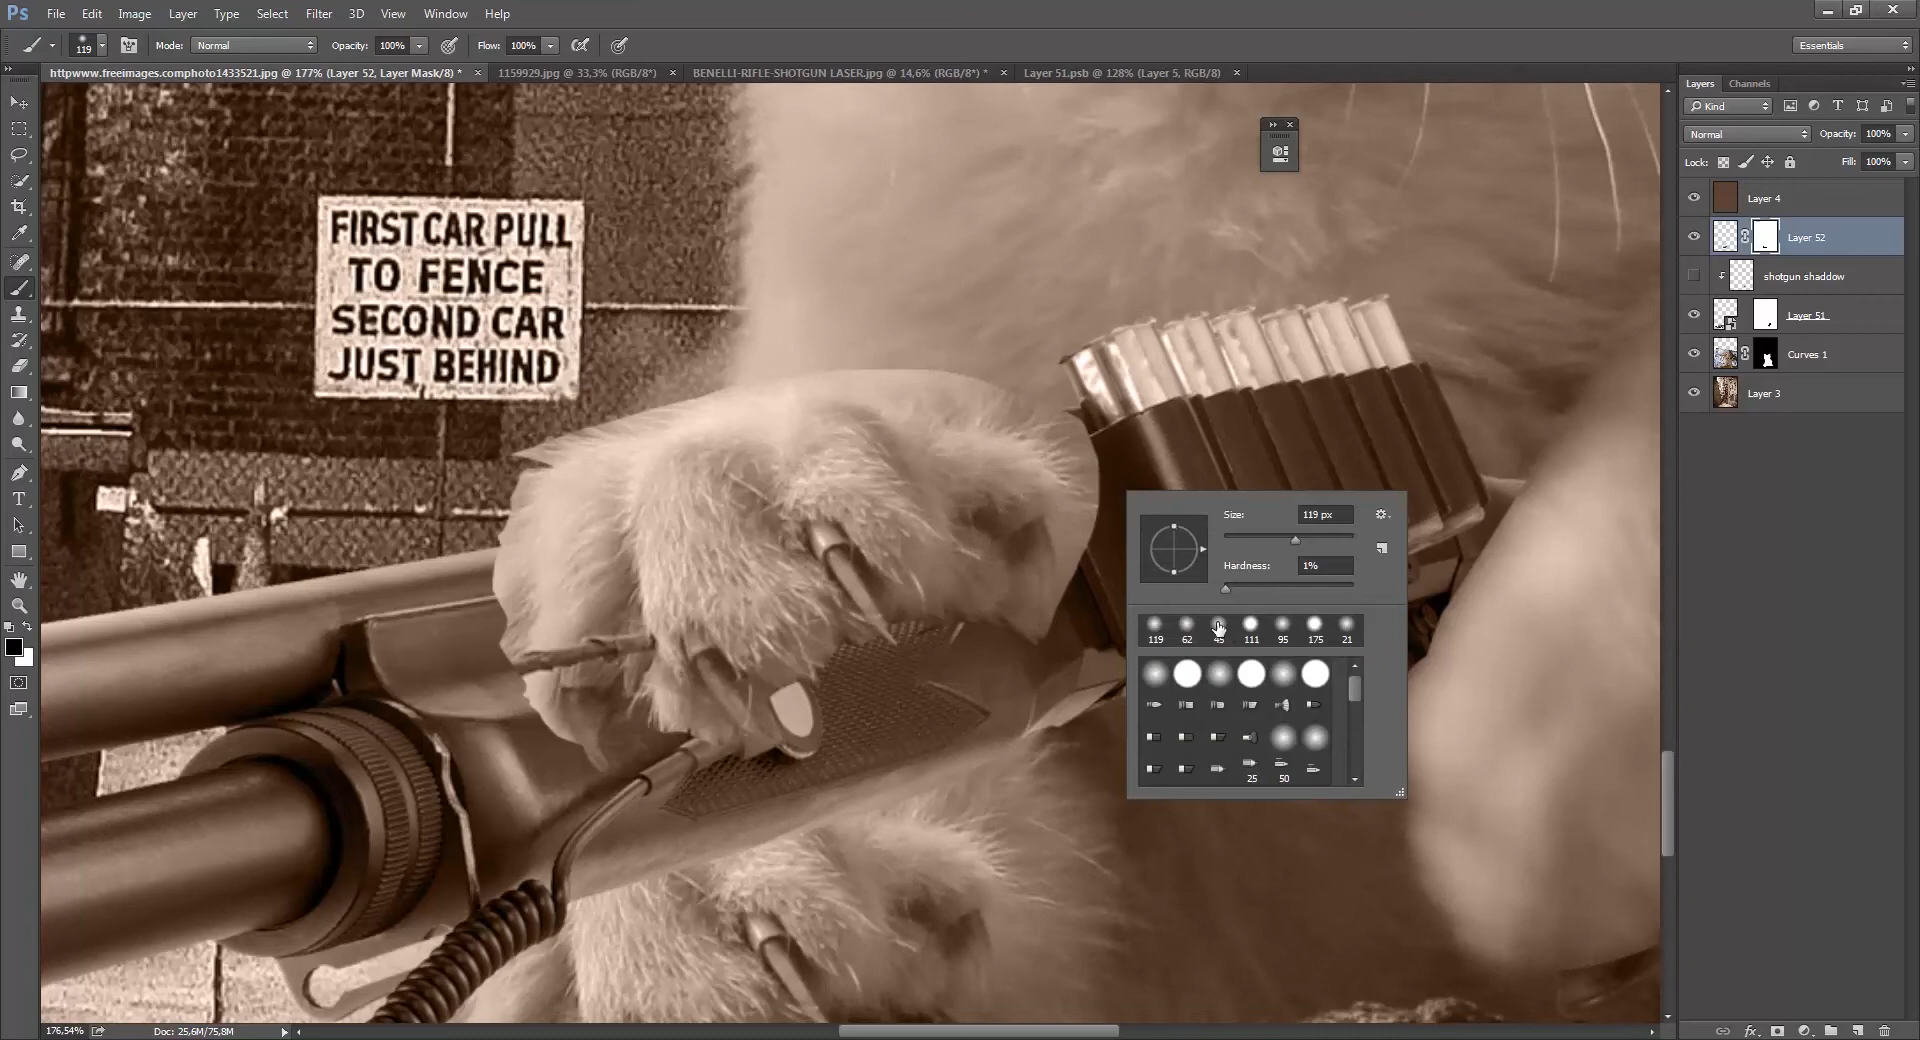 Ps File Edit Image Layer Type Select Filter 3D View Window Help
119 Mode: Normal Opacity: 100% Flow: 100% Essentials
httpwww.freeimages.comphoto1433521.jpg @ 177% (Layer 52, Layer Mask/8) * × 1159929.jpg @ 33,3% (RGB/8*) × BENELLI-RIFLE-SHOTGUN LASER.jpg @ 14,6% (RGB/8*) * × Layer 51.psb @ 128% (Layer 5, RGB/8) ×
Layers Channels
Kind
Normal Opacity: 100%
Lock: Fill: 100%
Layer 4
Layer 52
shotgun shaddow
Layer 51
Curves 1
Layer 3
FIRST CAR PULL
TO FENCE
SECOND CAR
JUST BEHIND
Size: 119 px
Hardness: 1%
119 62 45 111 95 175 21
25 50
176,54% Doc: 25,6M/75,8M